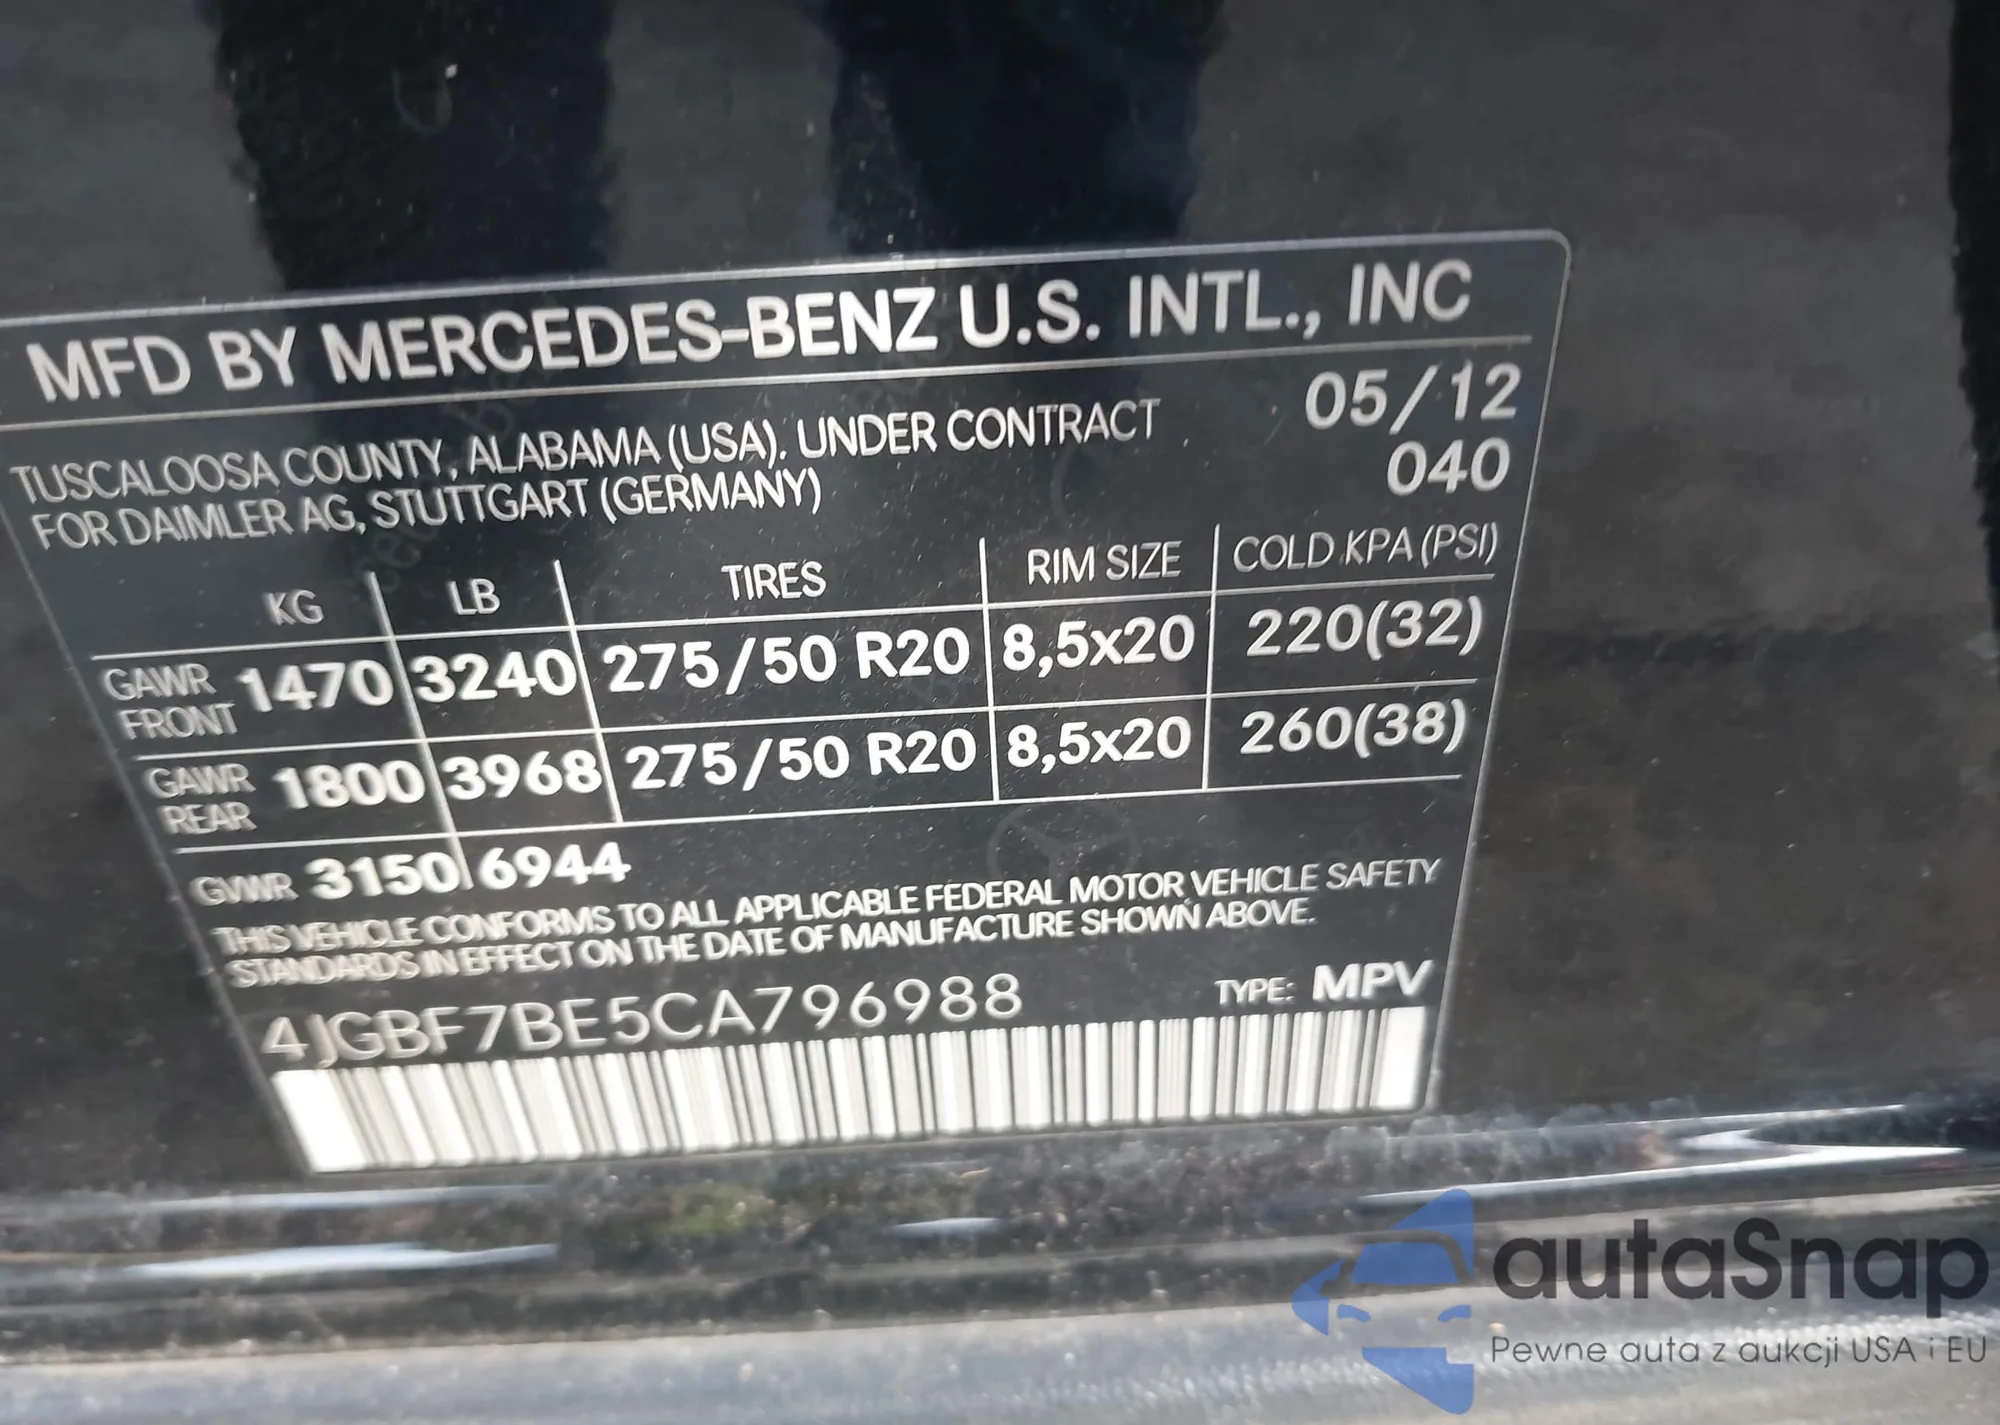 MFD BY MERCEDES-BENZ U.S. INTL., INC
05/12
TUSCALOOSA COUNTY, ALABAMA (USA). UNDER CONTRACT
FOR DAIMLER AG, STUTTGART (GERMANY)
040
KG LB TIRES RIM SIZE COLD KPA (PSI)
GAWR FRONT 1470 3240 275/50 R20 8,5x20 220(32)
GAWR REAR 1800 3968 275/50 R20 8,5x20 260(38)
GVWR 3150 6944
THIS VEHICLE CONFORMS TO ALL APPLICABLE FEDERAL MOTOR VEHICLE SAFETY
STANDARDS IN EFFECT ON THE DATE OF MANUFACTURE SHOWN ABOVE.
4JGBF7BE5CA796988 TYPE: MPV
autaSnap
Pewne auta z aukcji USA i EU